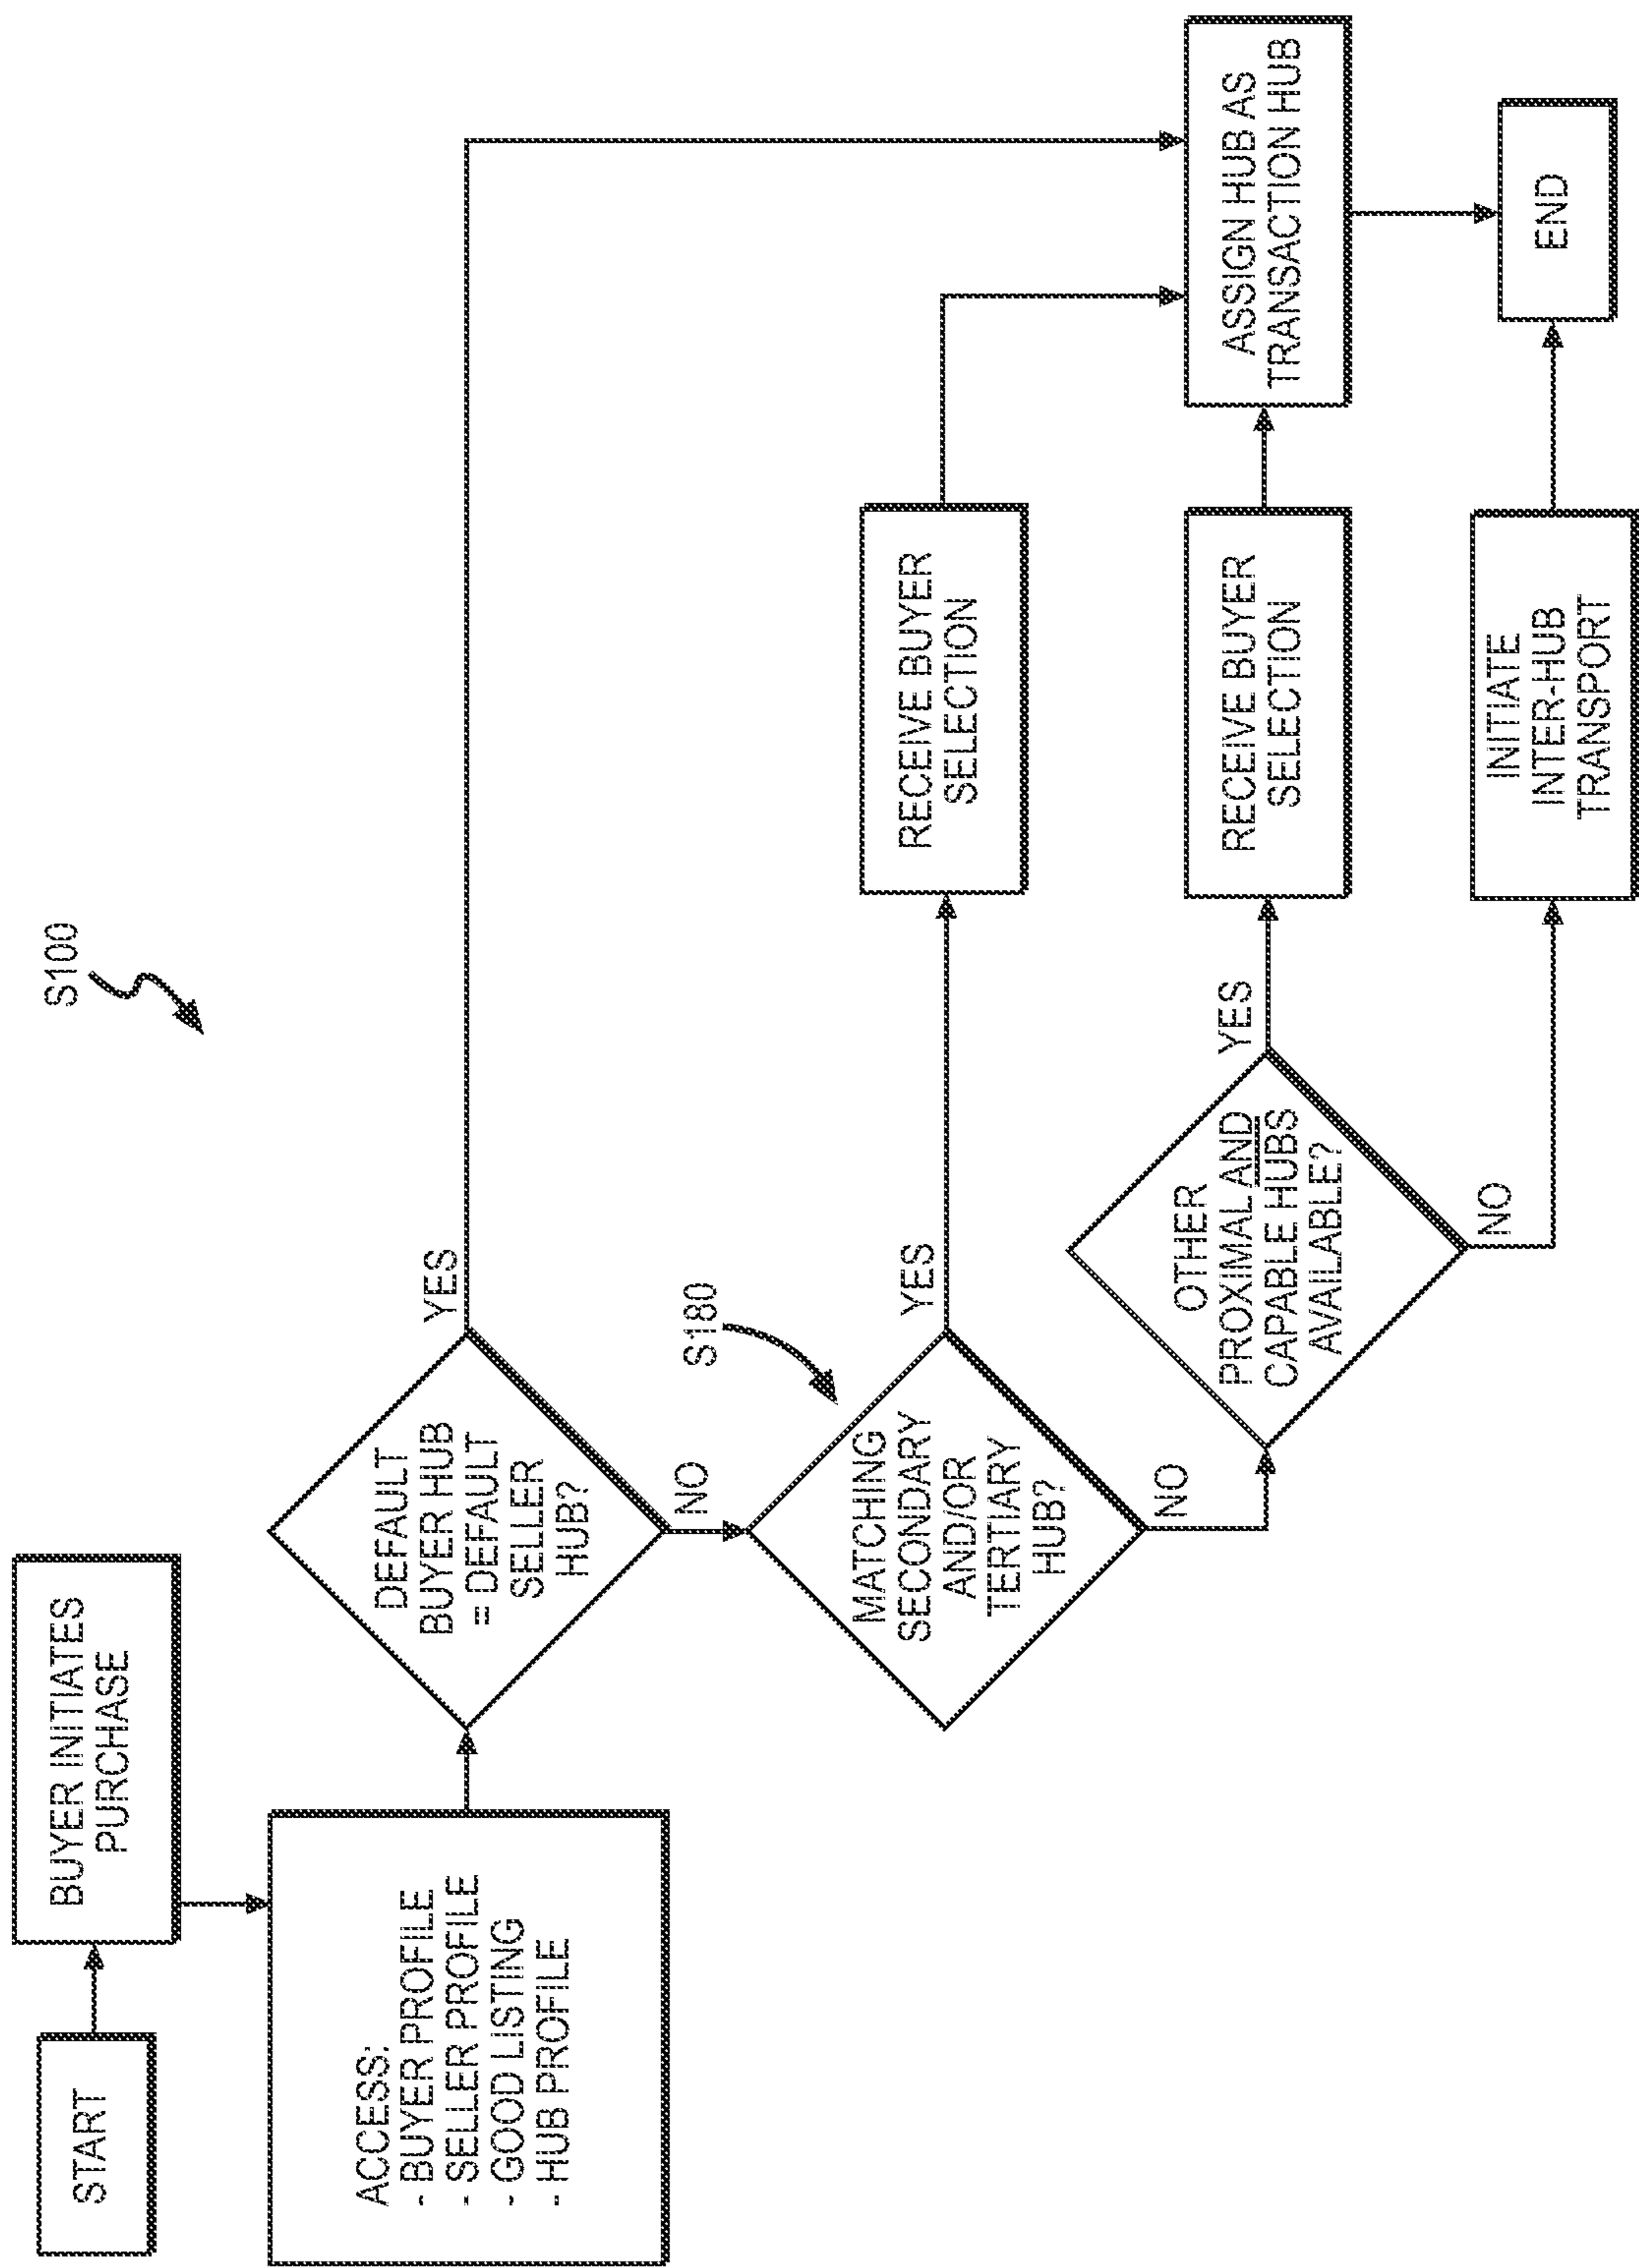 S100
START
BUYER INITIATES
PURCHASE
ACCESS:
- BUYER PROFILE
- SELLER PROFILE
- GOOD LISTING
- HUB PROFILE
DEFAULT
BUYER HUB
= DEFAULT
SELLER
HUB?
YES
NO
S180
MATCHING
SECONDARY
AND/OR
TERTIARY
HUB?
YES
NO
RECEIVE BUYER
SELECTION
OTHER
PROXIMAL AND
CAPABLE HUBS
AVAILABLE?
YES
NO
RECEIVE BUYER
SELECTION
ASSIGN HUB AS
TRANSACTION HUB
INITIATE
INTER-HUB
TRANSPORT
END